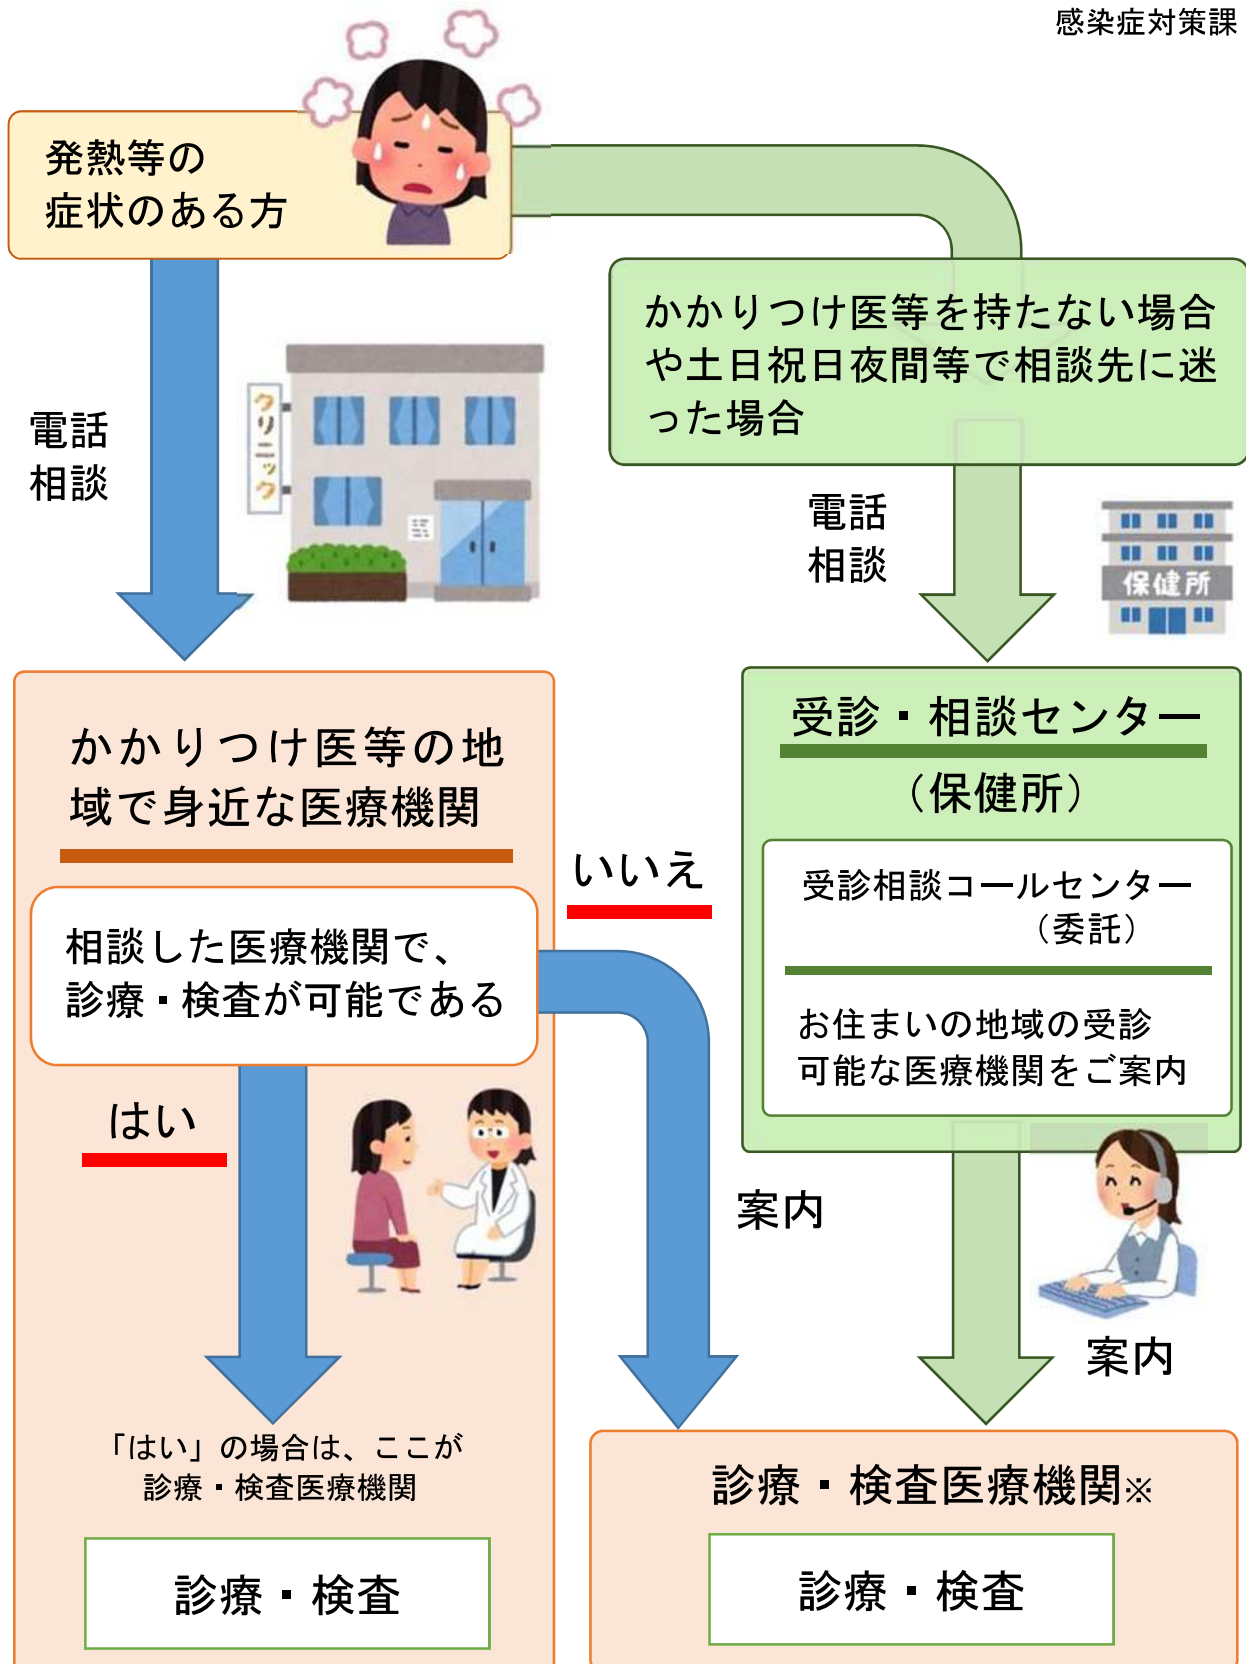 感染症対策課
発熱等の
症状のある方
かかりつけ医等を持たない場合
や土日祝日夜間等で相談先に迷
った場合
電話
相談
クリニック
電話
相談
保健所
かかりつけ医等の地
域で身近な医療機関
受診・相談センター
（保健所）
いいえ
受診相談コールセンター
（委託）
相談した医療機関で、
診療・検査が可能である
お住まいの地域の受診
可能な医療機関をご案内
はい
案内
案内
「はい」の場合は、ここが
診療・検査医療機関
診療・検査
診療・検査医療機関※
診療・検査